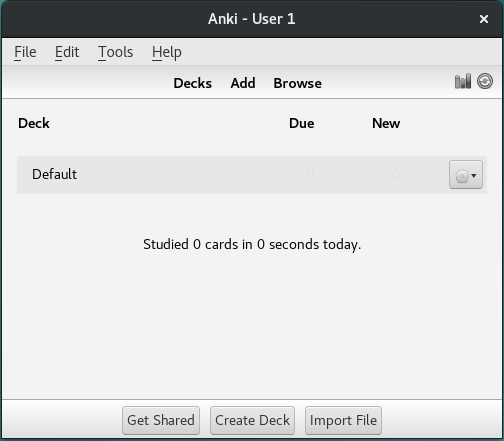 Anki - User 1
File Edit Tools Help
Decks Add Browse
Deck Due New
Default 0 0
Studied 0 cards in 0 seconds today.
Get Shared Create Deck Import File